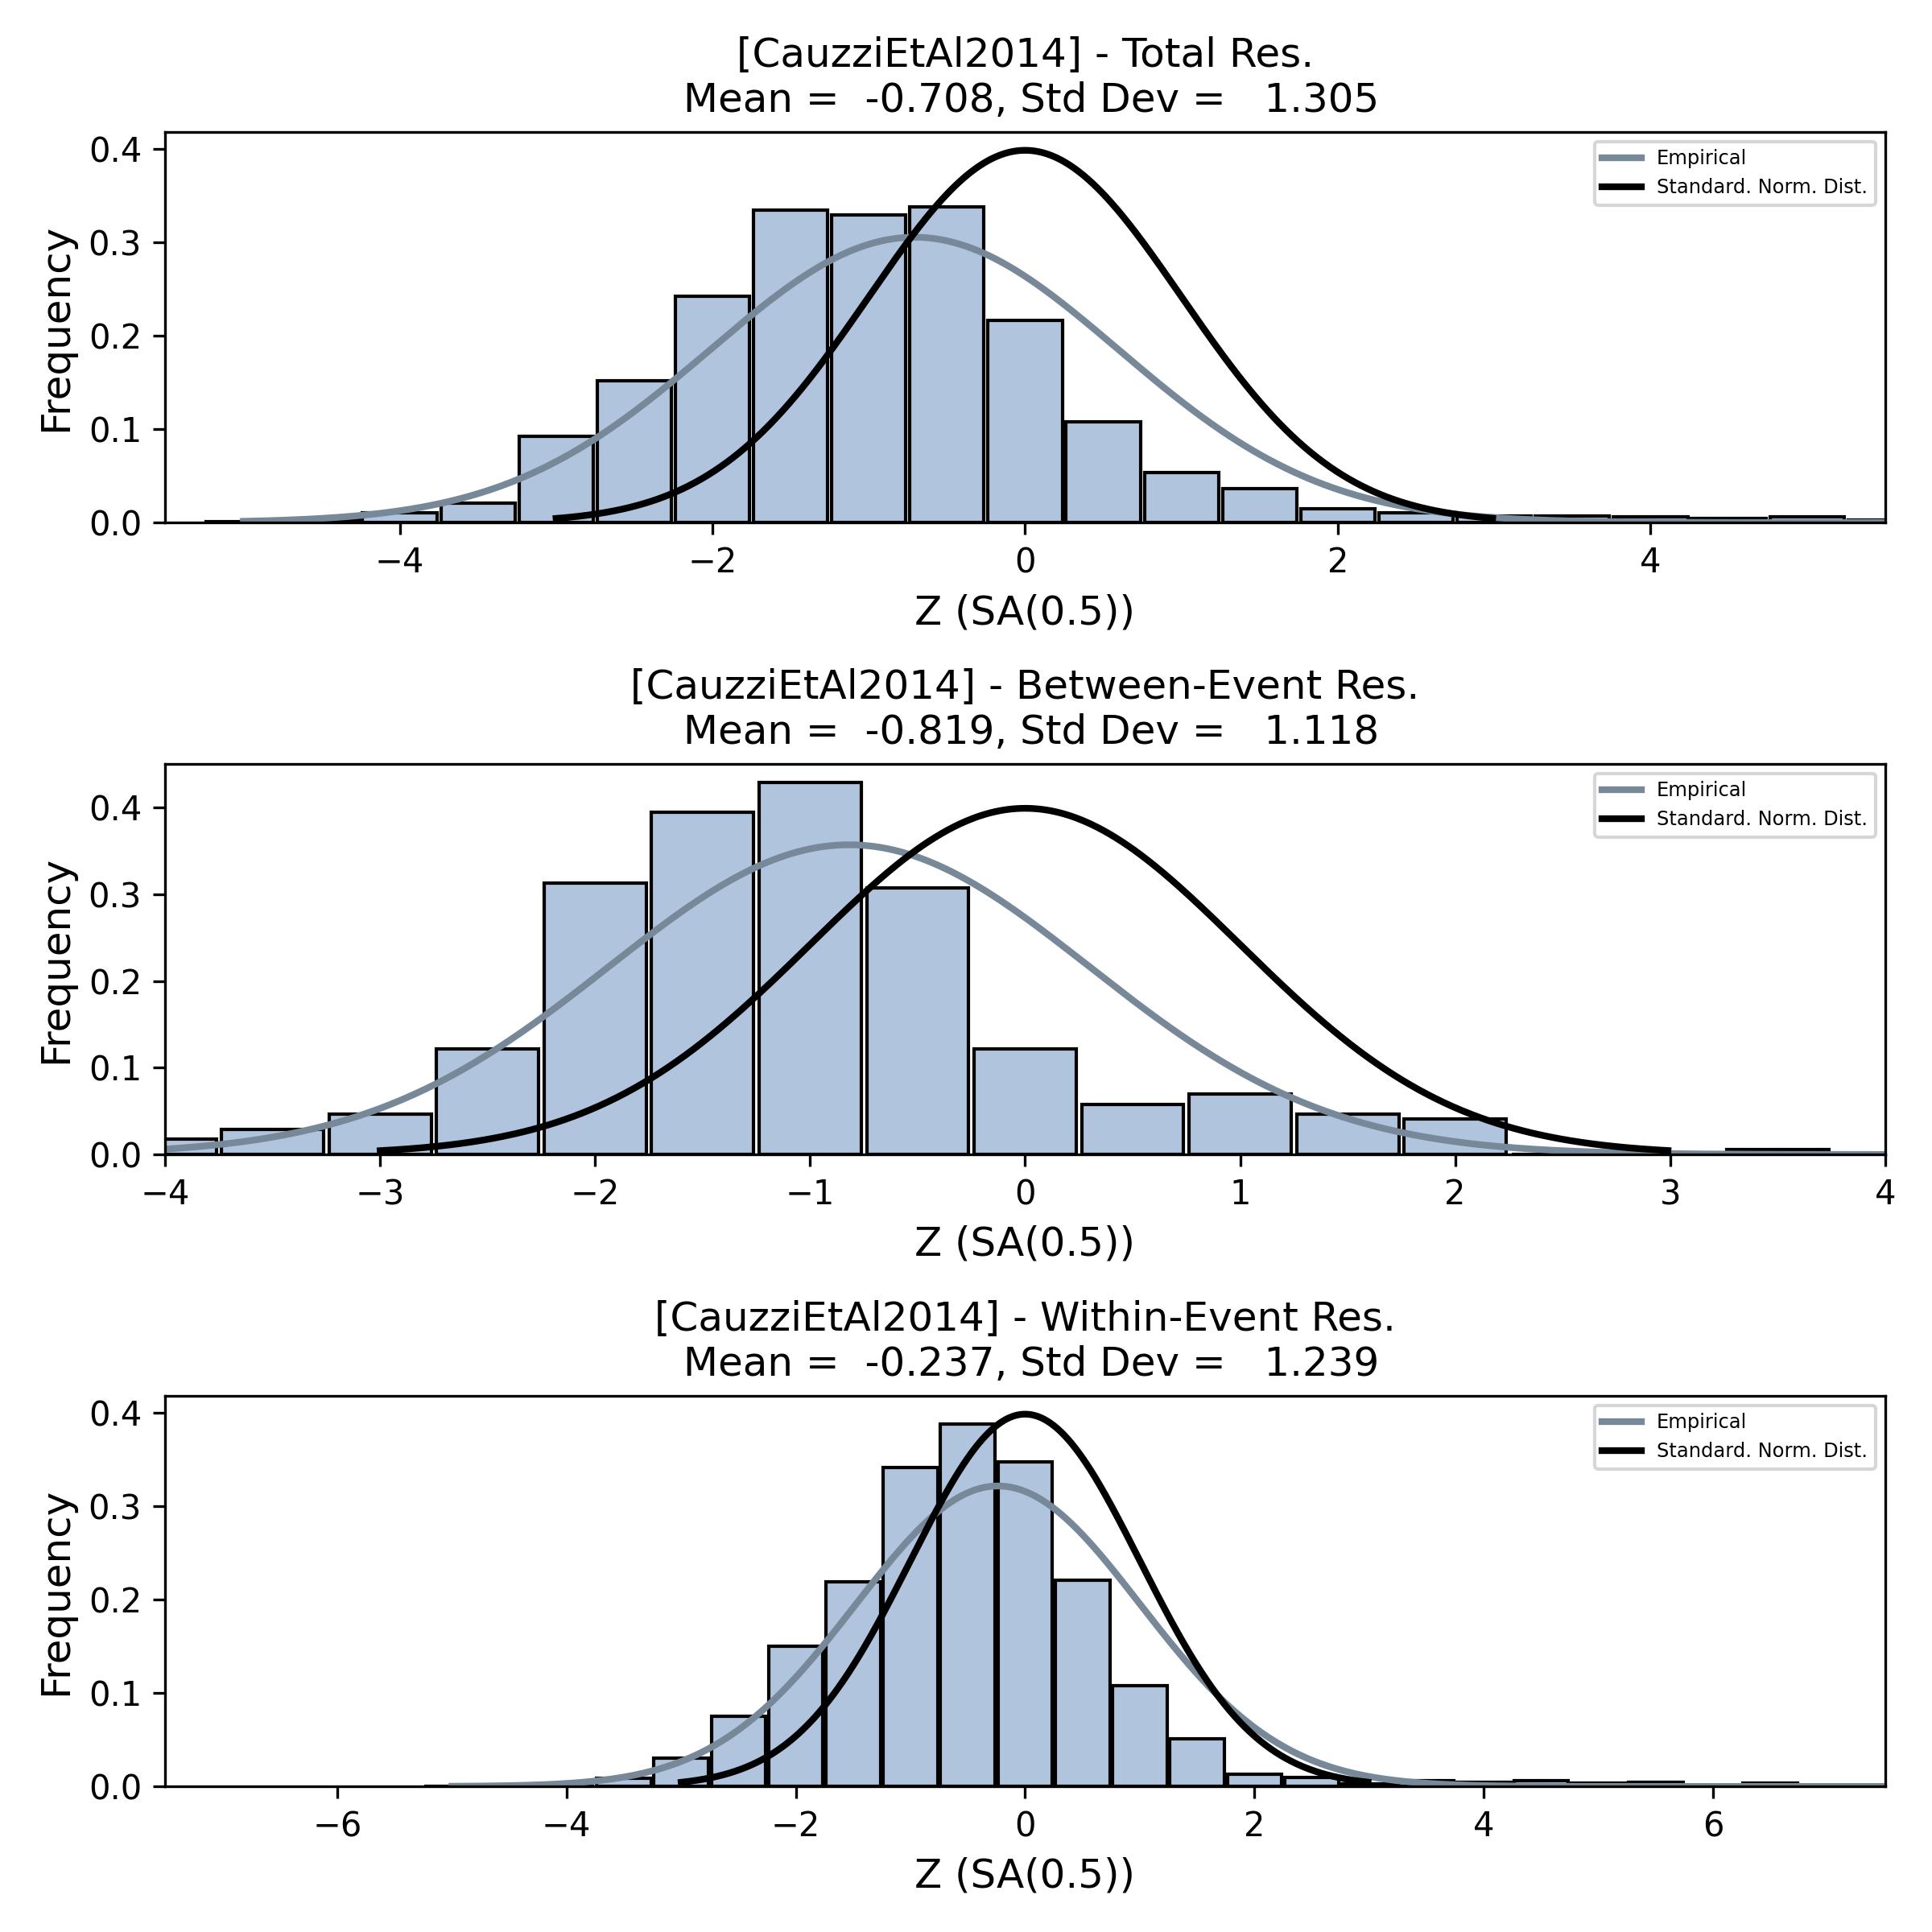 [CauzziEtAl2014] - Total Res.
Mean =  -0.708, Std Dev =   1.305
Frequency
0.4
0.3
0.2
0.1
0.0
Empirical
Standard. Norm. Dist.
−4 −2 0 2 4
Z (SA(0.5))
[CauzziEtAl2014] - Between-Event Res.
Mean =  -0.819, Std Dev =   1.118
Frequency
0.4
0.3
0.2
0.1
0.0
Empirical
Standard. Norm. Dist.
−4 −3 −2 −1 0 1 2 3 4
Z (SA(0.5))
[CauzziEtAl2014] - Within-Event Res.
Mean =  -0.237, Std Dev =   1.239
Frequency
0.4
0.3
0.2
0.1
0.0
Empirical
Standard. Norm. Dist.
−6 −4 −2 0 2 4 6
Z (SA(0.5))